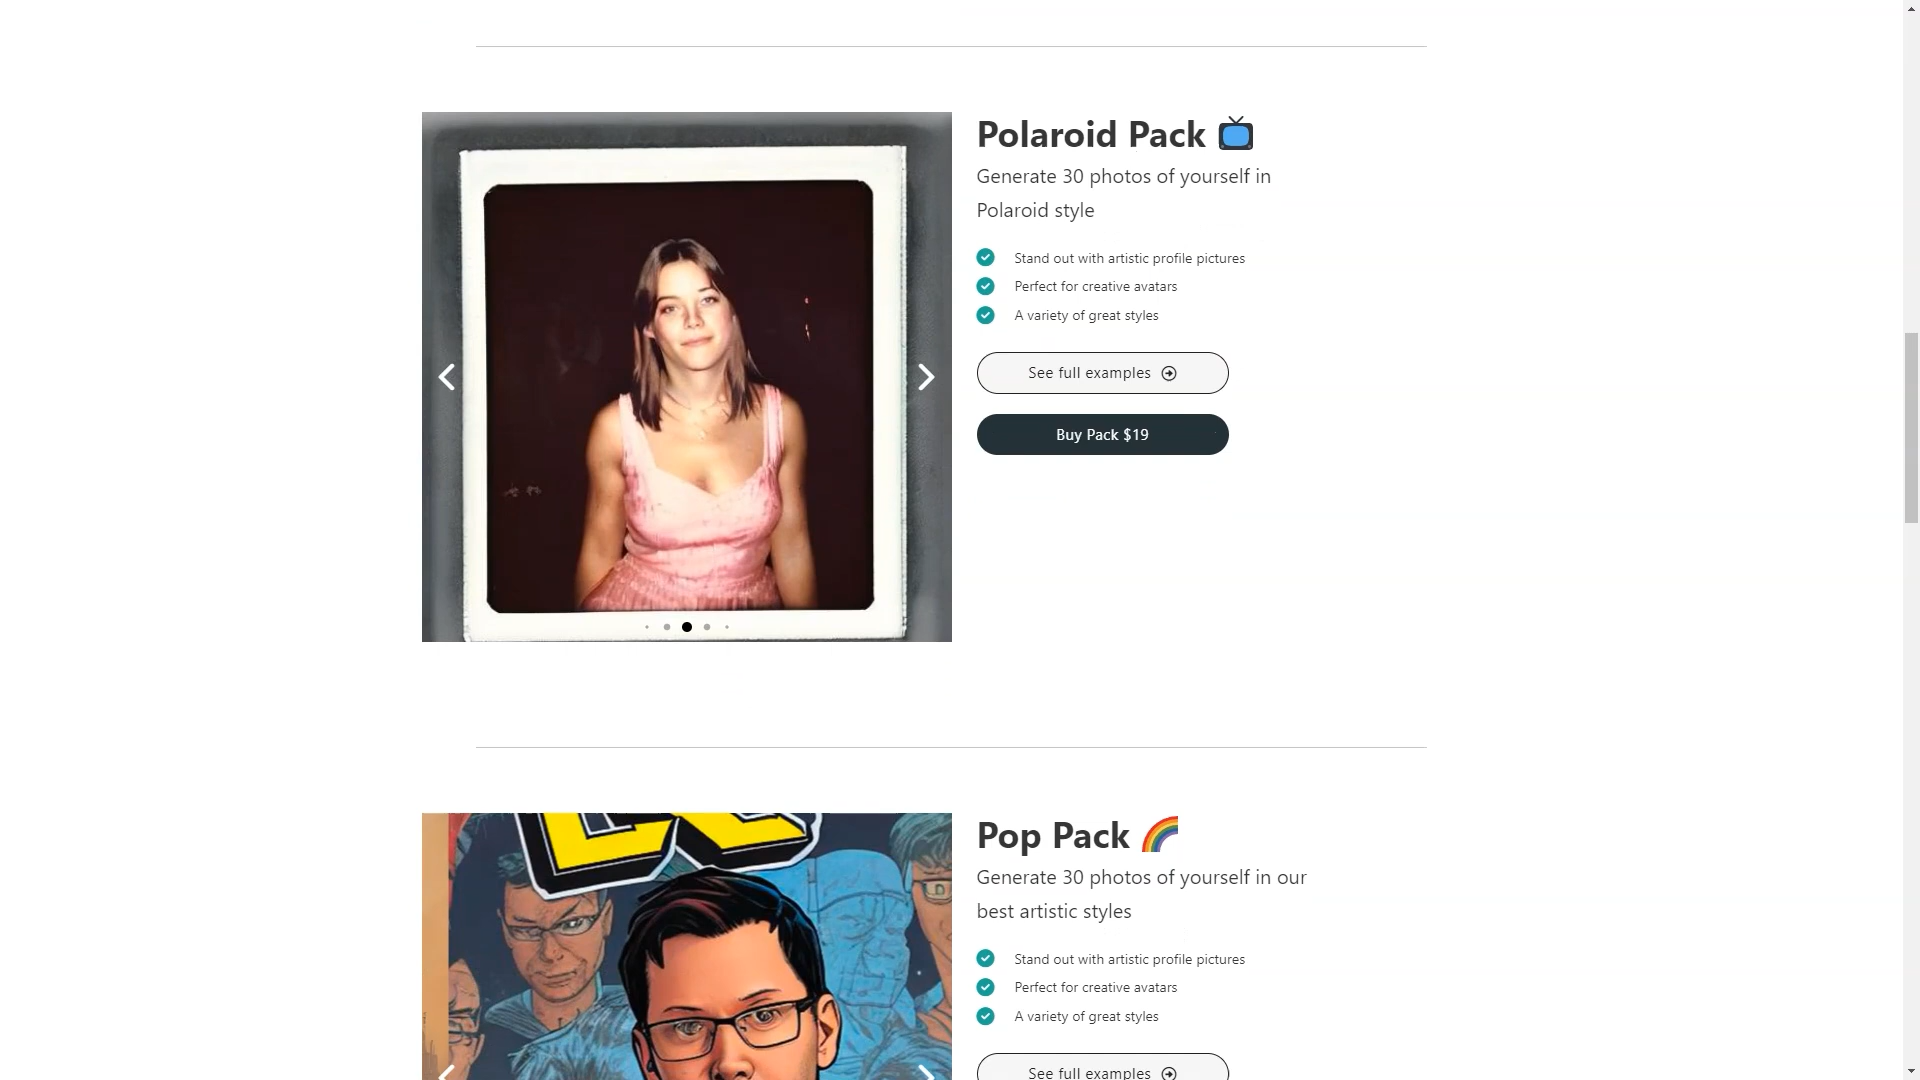 Polaroid Pack
Generate 30 photos of yourself in
Polaroid style
Stand out with artistic profile pictures
Perfect for creative avatars
A variety of great styles
See full examples
Buy Pack $19
Pop Pack
Generate 30 photos of yourself in our
best artistic styles
Stand out with artistic profile pictures
Perfect for creative avatars
A variety of great styles
See full examples